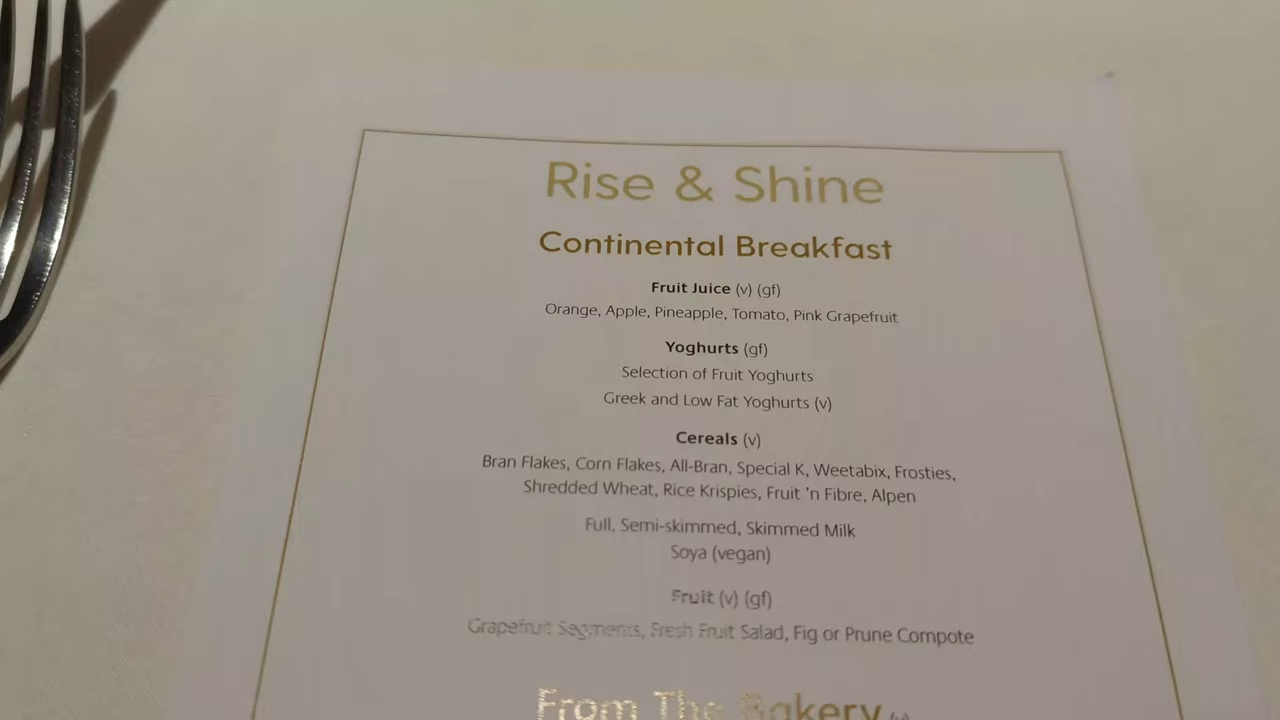 Rise & Shine
Continental Breakfast
Fruit Juice (v) (gf)
Orange, Apple, Pineapple, Tomato, Pink Grapefruit
Yoghurts (gf)
Selection of Fruit Yoghurts
Greek and Low Fat Yoghurts (v)
Cereals (v)
Bran Flakes, Corn Flakes, All-Bran, Special K, Weetabix, Frosties,
Shredded Wheat, Rice Krispies, Fruit 'n Fibre, Alpen
Full, Semi-skimmed, Skimmed Milk
Soya (vegan)
Fruit (v) (gf)
Grapefruit Segments, Fresh Fruit Salad, Fig or Prune Compote
From The Bakery